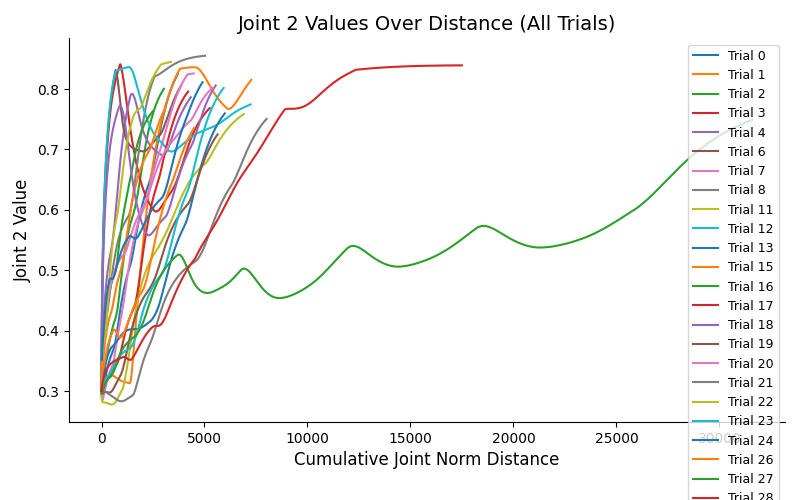 Joint 2 Values Over Distance (All Trials)
Joint 2 Value
0.8
0.7
0.6
0.5
0.4
0.3
0
5000
10000
15000
20000
25000
30000
Cumulative Joint Norm Distance
Trial 0
Trial 1
Trial 2
Trial 3
Trial 4
Trial 6
Trial 7
Trial 8
Trial 11
Trial 12
Trial 13
Trial 15
Trial 16
Trial 17
Trial 18
Trial 19
Trial 20
Trial 21
Trial 22
Trial 23
Trial 24
Trial 26
Trial 27
Trial 28